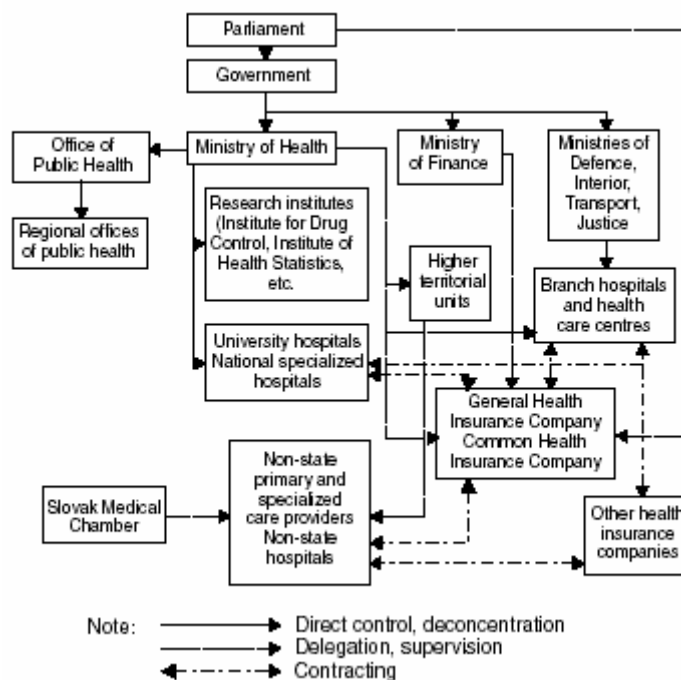 Parliament
Government
Office of
Public Health
Ministry of Health
Ministry
of Finance
Ministries of
Defence,
Interior,
Transport,
Justice
Regional offices
of public health
Research institutes
(Institute for Drug
Control, Institute of
Health Statistics,
etc.
Higher
territorial
units
Branch hospitals
and health
care centres
University hospitals
National specialized
hospitals
General Health
Insurance Company
Common Health
Insurance Company
Slovak Medical
Chamber
Non-state
primary and
specialized
care providers
Non-state
hospitals
Other health
insurance
companies
Note:
Direct control, deconcentration
Delegation, supervision
Contracting